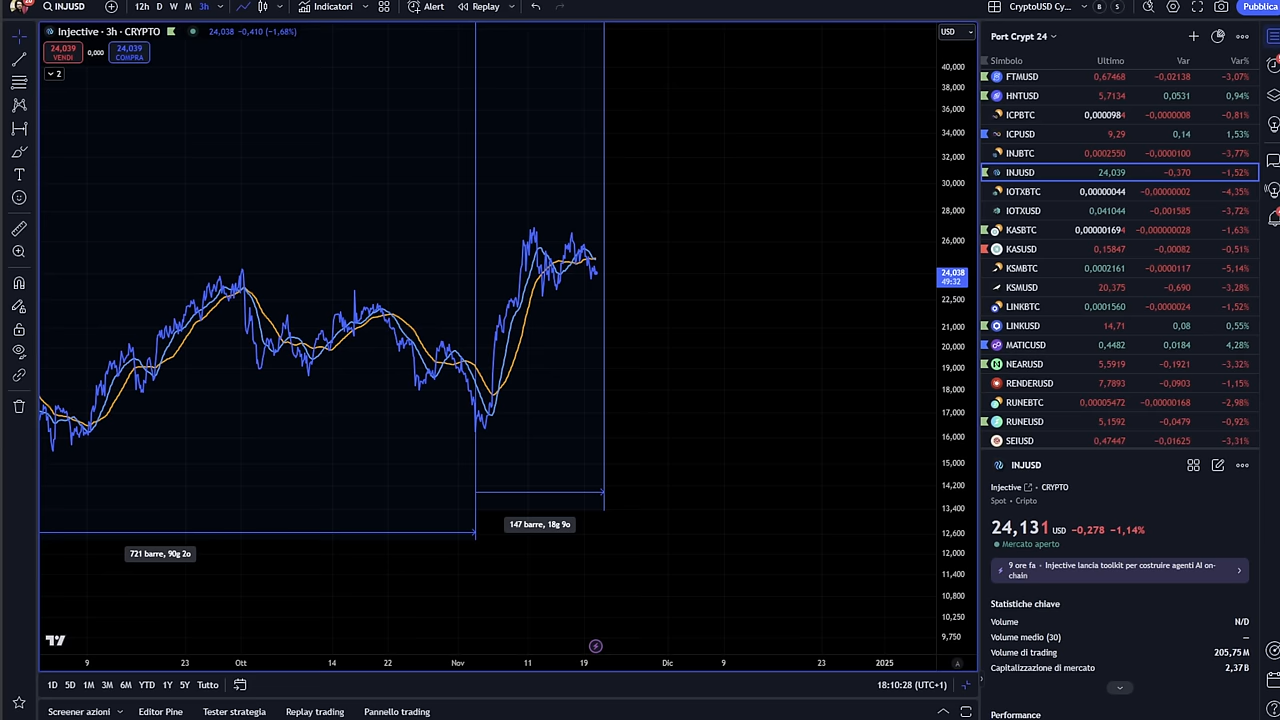 INJUSD
12h D W M 3h
Indicatori
Alert
Replay
CryptoUSD Cy...
B
S
Pubblica
Injective · 3h · CRYPTO
24,038 −0,410 (−1,68%)
24,039 VENDI
0,000
24,039 COMPRA
2
USD
40,000
38,000
36,000
34,000
32,000
30,000
28,000
26,000
24,038
49:32
22,500
21,000
20,000
19,000
18,000
17,000
16,000
15,000
14,200
13,400
12,600
12,000
11,400
10,800
10,250
9,750
147 barre, 18g 9o
721 barre, 90g 2o
9 23 Ott 14 22 Nov 11 19 Dic 9 23 2025
A
1D 5D 1M 3M 6M YTD 1Y 5Y Tutto
18:10:28 (UTC+1)
Screener azioni
Editor Pine
Tester strategia
Replay trading
Pannello trading
Port Crypt 24
Simbolo Ultimo Var Var%
FTMUSD 0,67468 −0,02138 −3,07%
HNTUSD 5,7134 0,0531 0,94%
ICPBTC 0,0000984 −0,0000008 −0,81%
ICPUSD 9,29 0,14 1,53%
INJBTC 0,0002550 −0,0000100 −3,77%
INJUSD 24,039 −0,370 −1,52%
IOTXBTC 0,00000044 −0,00000002 −4,35%
IOTXUSD 0,041044 −0,001585 −3,72%
KASBTC 0,000001694 −0,000000028 −1,63%
KASUSD 0,15847 −0,00082 −0,51%
KSMBTC 0,0002161 −0,0000117 −5,14%
KSMUSD 20,375 −0,690 −3,28%
LINKBTC 0,0001560 −0,0000024 −1,52%
LINKUSD 14,71 0,08 0,55%
MATICUSD 0,4482 0,0184 4,28%
NEARUSD 5,5919 −0,1921 −3,32%
RENDERUSD 7,7893 −0,0903 −1,15%
RUNEBTC 0,00005472 −0,00000168 −2,98%
RUNEUSD 5,1592 −0,0479 −0,92%
SEIUSD 0,47447 −0,01625 −3,31%
INJUSD
Injective · CRYPTO
Spot · Cripto
24,131 USD −0,278 −1,14%
Mercato aperto
9 ore fa · Injective lancia toolkit per costruire agenti AI on-
chain
Statistiche chiave
Volume N/D
Volume medio (30) —
Volume di trading 205,75 M
Capitalizzazione di mercato 2,37 B
Performance